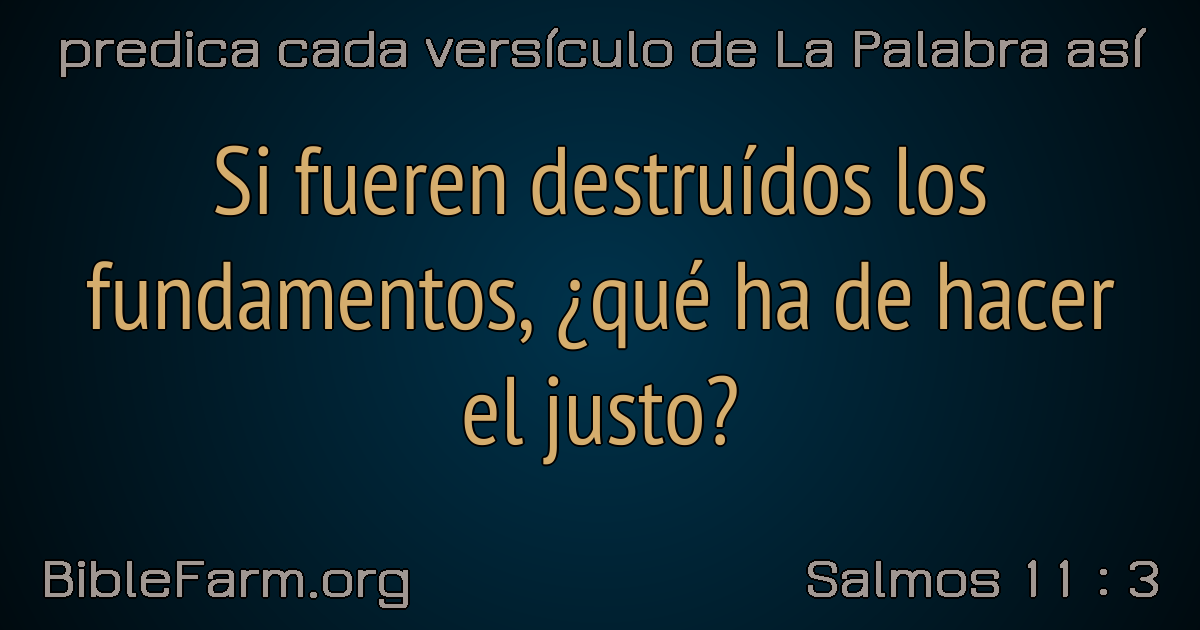 predica cada versículo de La Palabra así
Si fueren destruídos los
fundamentos, ¿qué ha de hacer
el justo?
BibleFarm.org
Salmos 11 : 3